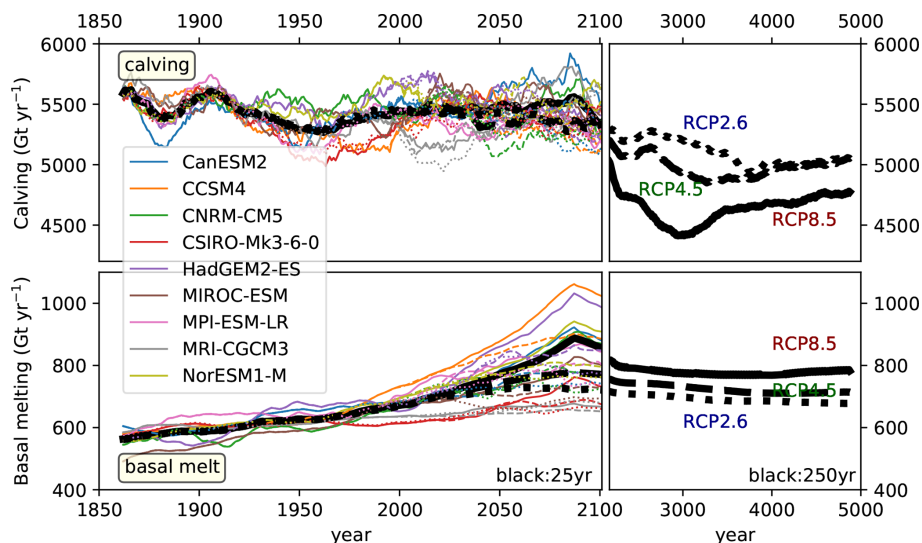 1850 1900 1950 2000 2050 2100 3000 4000 5000
6000 6000
calving
5500 5500
RCP2.6
5000 5000
RCP4.5
4500 4500
RCP8.5
Calving (Gt yr⁻¹)
CanESM2
CCSM4
CNRM-CM5
CSIRO-Mk3-6-0
HadGEM2-ES
MIROC-ESM
MPI-ESM-LR
MRI-CGCM3
NorESM1-M
1000 1000
RCP8.5
800 800
RCP4.5
RCP2.6
600 600
basal melt
black:25yr
black:250yr
400 400
Basal melting (Gt yr⁻¹)
1850 1900 1950 2000 2050 2100 3000 4000 5000
year year